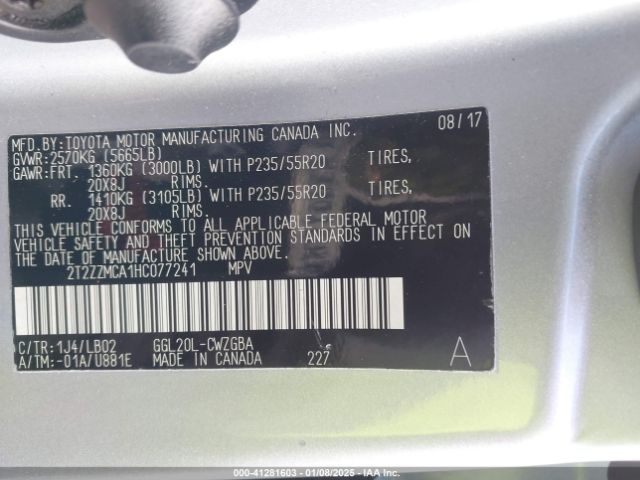 MFD.BY:TOYOTA MOTOR MANUFACTURING CANADA INC. 08/17
GVWR:2570KG (5665LB)
GAWR:FRT. 1360KG (3000LB) WITH P235/55R20 TIRES,
20X8J RIMS.
RR. 1410KG (3105LB) WITH P235/55R20 TIRES,
20X8J RIMS.
THIS VEHICLE CONFORMS TO ALL APPLICABLE FEDERAL MOTOR
VEHICLE SAFETY AND THEFT PREVENTION STANDARDS IN EFFECT ON
THE DATE OF MANUFACTURE SHOWN ABOVE.
2T2ZZMCA1HC077241 MPV
C/TR:1J4/LB02 GGL20L-CWZGBA
A/TM:-01A/U881E MADE IN CANADA 227 A
000-41281603 - 01/08/2025 - IAA Inc.